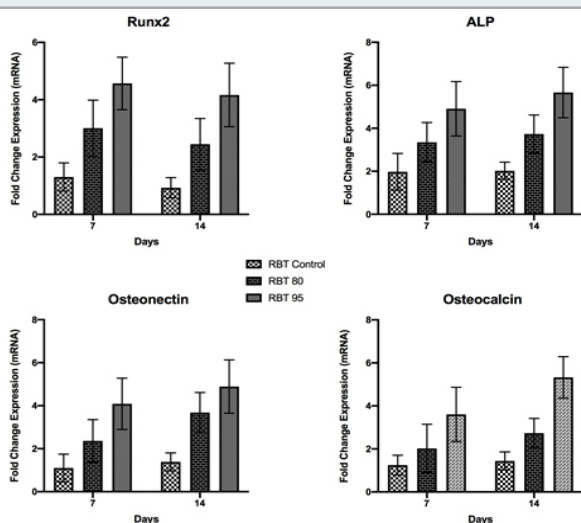 Runx2
Fold Change Expression (mRNA)
6
4
2
0
7
14
Days
ALP
Fold Change Expression (mRNA)
8
6
4
2
0
7
14
Days
RBT Control
RBT 80
RBT 95
Osteonectin
Fold Change Expression (mRNA)
8
6
4
2
0
7
14
Days
Osteocalcin
Fold Change Expression (mRNA)
8
6
4
2
0
7
14
Days